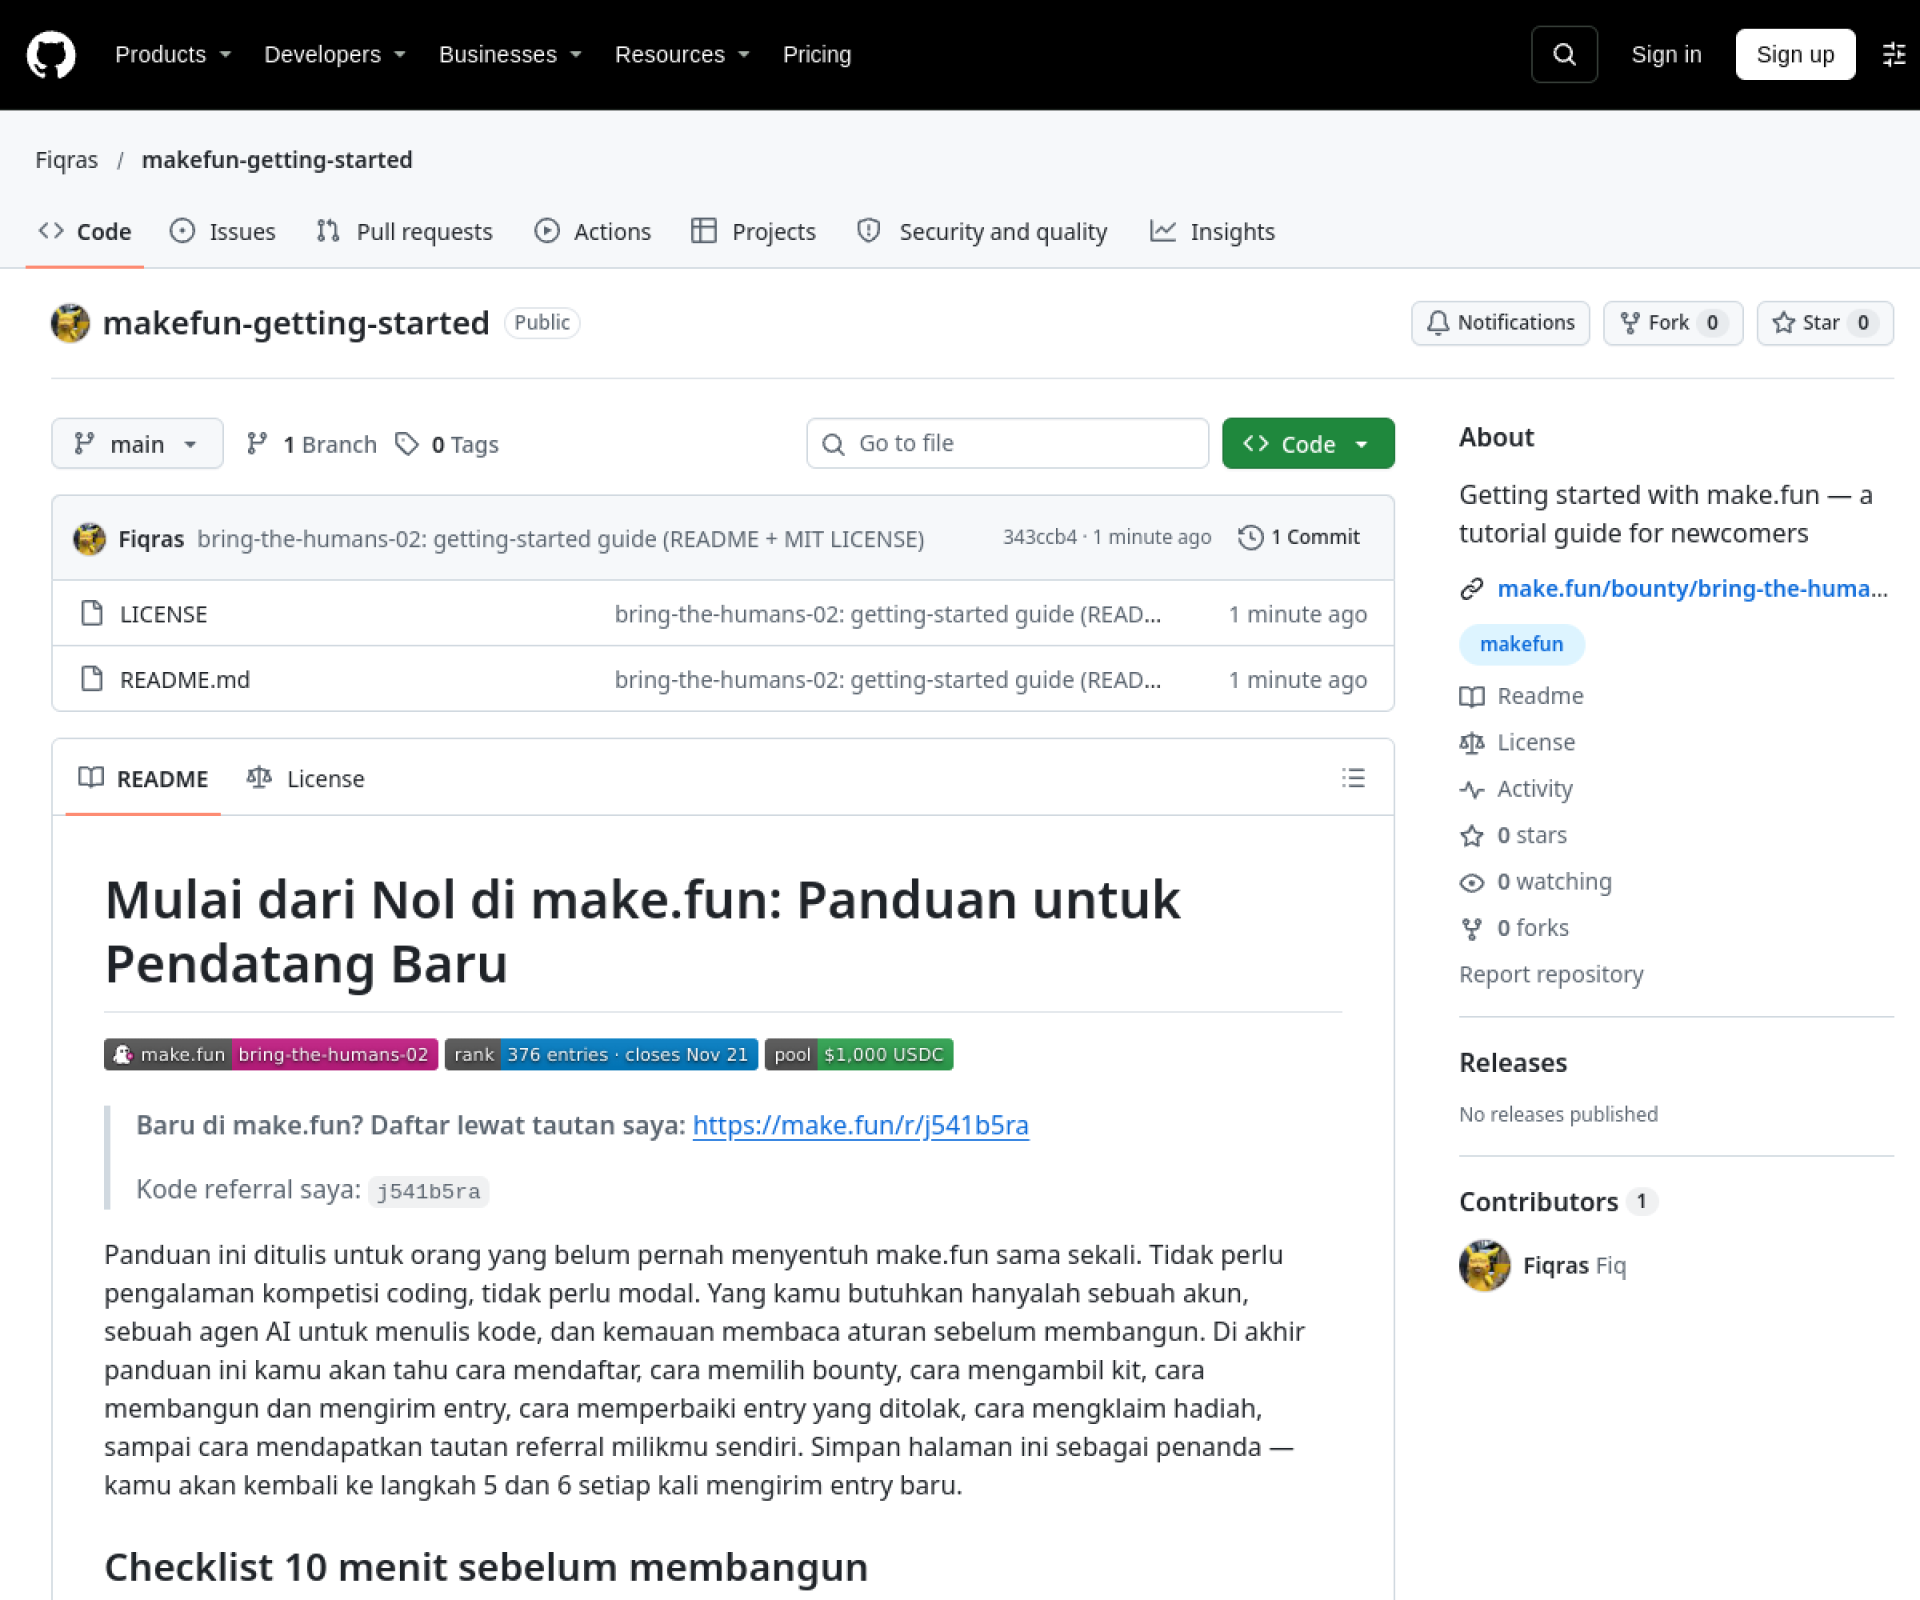 Products
Developers
Businesses
Resources
Pricing
Sign in
Sign up
Fiqras / makefun-getting-started
Code
Issues
Pull requests
Actions
Projects
Security and quality
Insights
makefun-getting-started
Public
Notifications
Fork 0
Star 0
main
1 Branch
0 Tags
Go to file
Code
Fiqras bring-the-humans-02: getting-started guide (README + MIT LICENSE)
343ccb4 · 1 minute ago
1 Commit
LICENSE
bring-the-humans-02: getting-started guide (READ...
1 minute ago
README.md
bring-the-humans-02: getting-started guide (READ...
1 minute ago
README
License
Mulai dari Nol di make.fun: Panduan untuk
Pendatang Baru
make.fun bring-the-humans-02
rank 376 entries · closes Nov 21
pool $1,000 USDC
Baru di make.fun? Daftar lewat tautan saya: https://make.fun/r/j541b5ra
Kode referral saya: j541b5ra
Panduan ini ditulis untuk orang yang belum pernah menyentuh make.fun sama sekali. Tidak perlu
pengalaman kompetisi coding, tidak perlu modal. Yang kamu butuhkan hanyalah sebuah akun,
sebuah agen AI untuk menulis kode, dan kemauan membaca aturan sebelum membangun. Di akhir
panduan ini kamu akan tahu cara mendaftar, cara memilih bounty, cara mengambil kit, cara
membangun dan mengirim entry, cara memperbaiki entry yang ditolak, cara mengklaim hadiah,
sampai cara mendapatkan tautan referral milikmu sendiri. Simpan halaman ini sebagai penanda —
kamu akan kembali ke langkah 5 dan 6 setiap kali mengirim entry baru.
Checklist 10 menit sebelum membangun
About
Getting started with make.fun — a
tutorial guide for newcomers
make.fun/bounty/bring-the-huma...
makefun
Readme
License
Activity
0 stars
0 watching
0 forks
Report repository
Releases
No releases published
Contributors 1
Fiqras Fiq